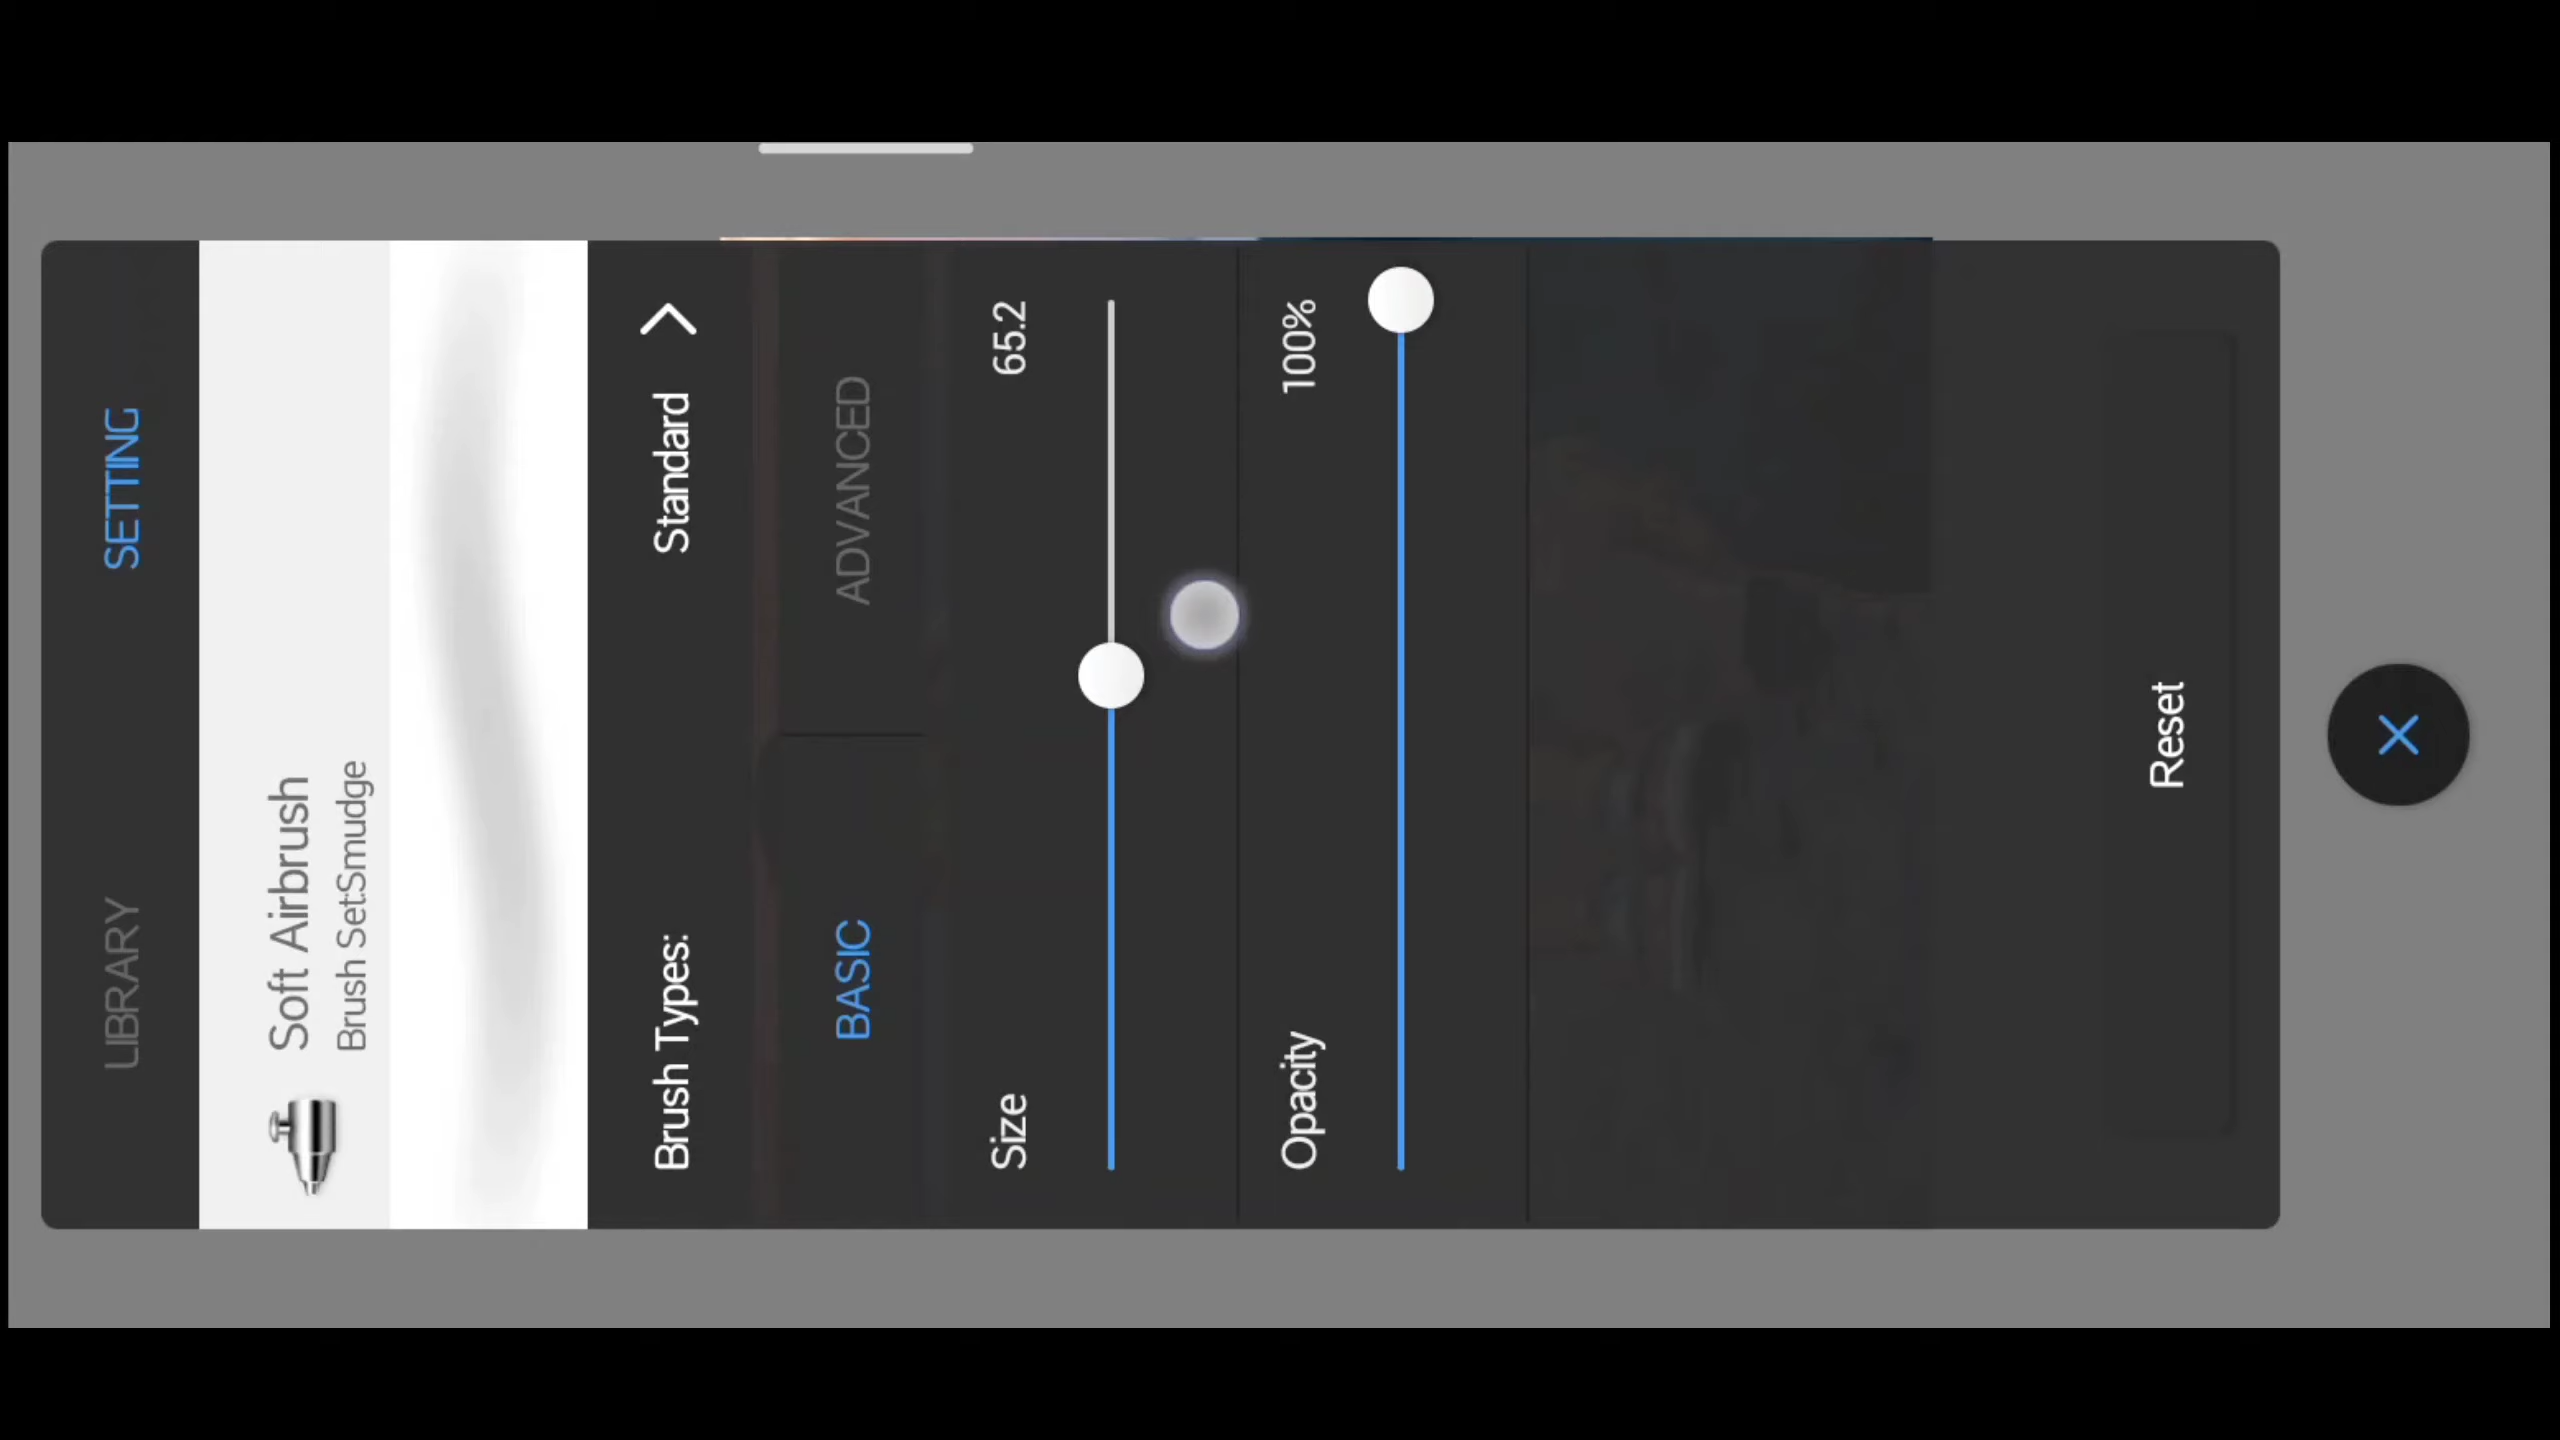 LIBRARY SETTING
Soft Airbrush
Brush Set:Smudge
Brush Types: Standard
BASIC ADVANCED
Size 65.2
Opacity 100%
Reset